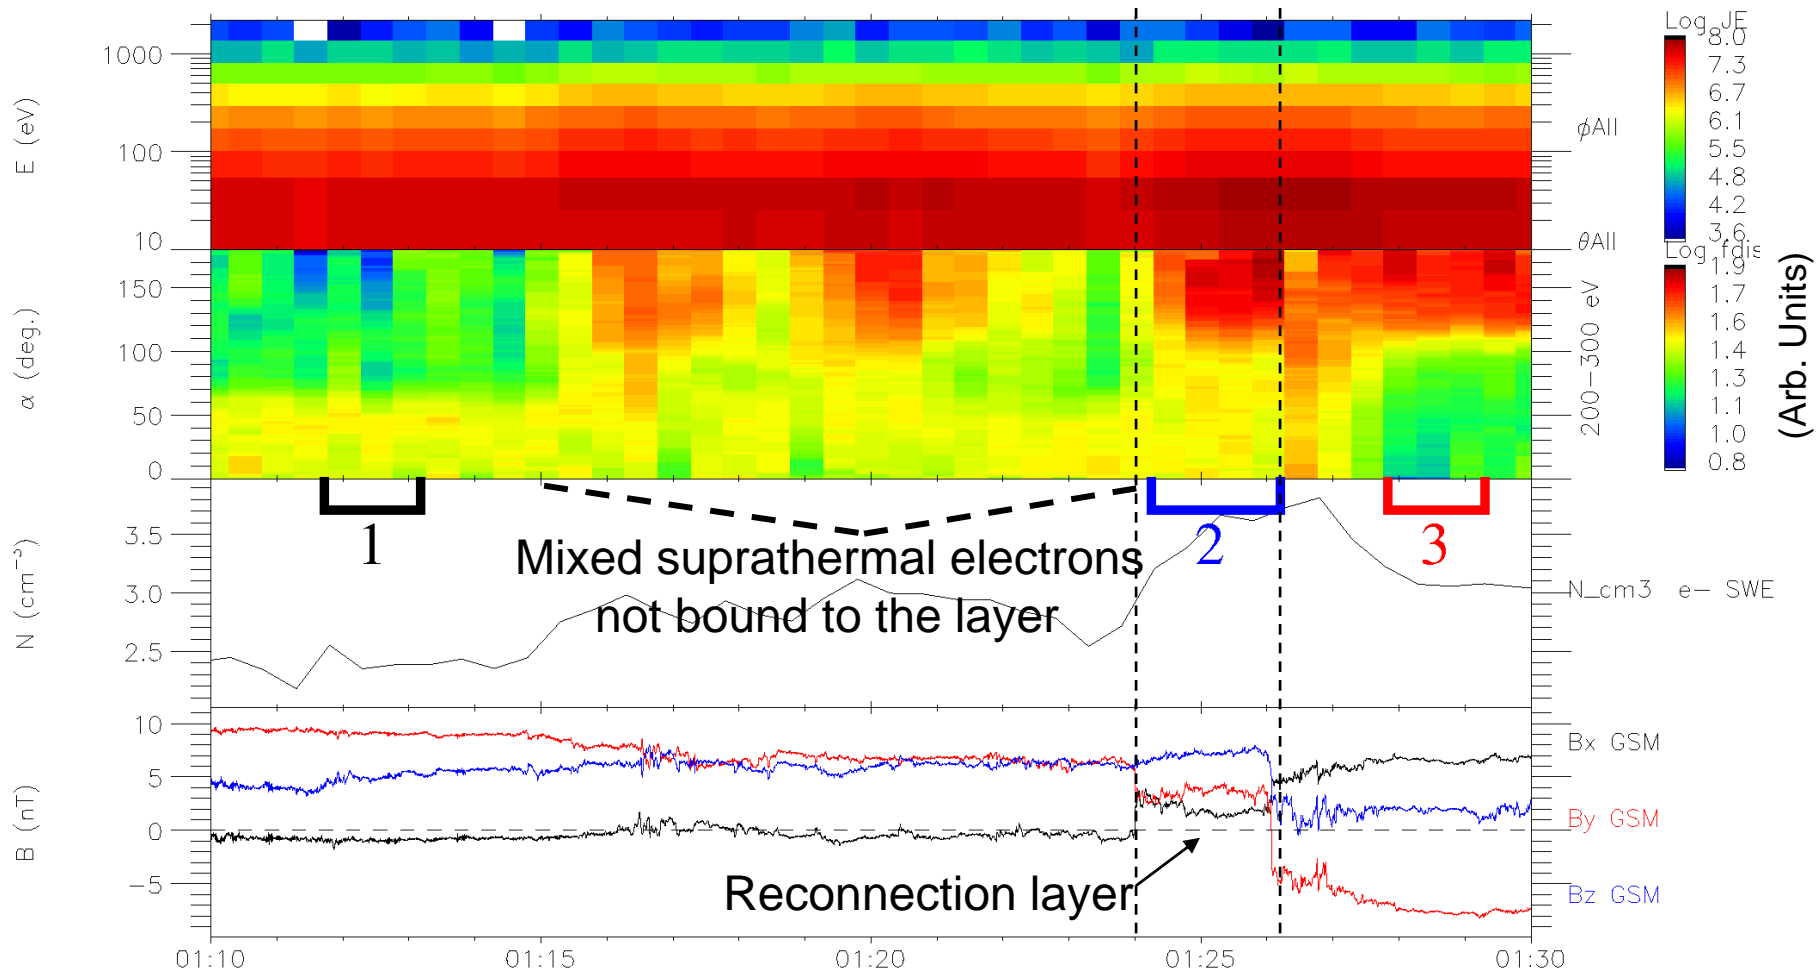 Log JE
8.0
7.3
6.7
6.1
5.5
4.8
4.2
3.6
E (eV)
1000
100
10
φAll
θAll
Log fdis
1.9
1.7
1.6
1.4
1.3
1.1
1.0
0.8
(Arb. Units)
α (deg.)
150
100
50
0
200-300 eV
1
2
3
Mixed suprathermal electrons
not bound to the layer
N (cm⁻³)
3.5
3.0
2.5
N_cm3 e- SWE
B (nT)
10
5
0
-5
Bx GSM
By GSM
Bz GSM
Reconnection layer
01:10 01:15 01:20 01:25 01:30